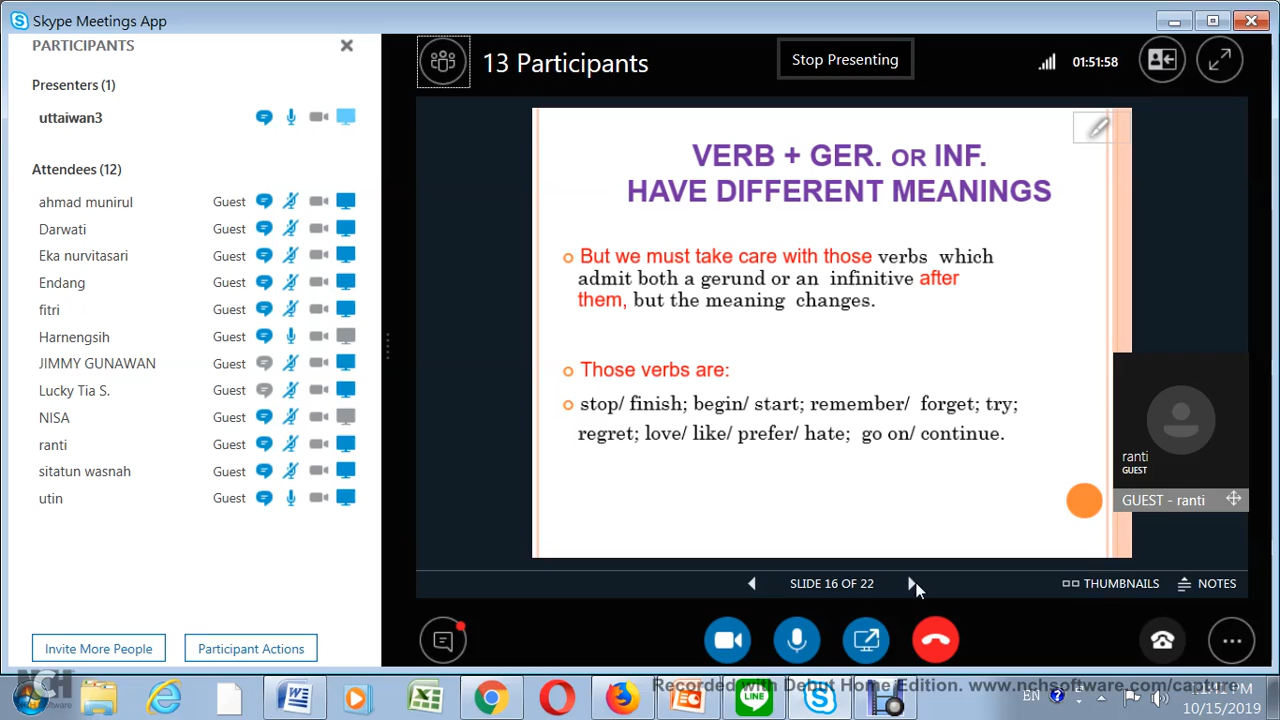 Skype Meetings App
PARTICIPANTS
Presenters (1)
uttaiwan3
Attendees (12)
ahmad munirul Guest
Darwati Guest
Eka nurvitasari Guest
Endang Guest
fitri Guest
Harnengsih Guest
JIMMY GUNAWAN Guest
Lucky Tia S. Guest
NISA Guest
ranti Guest
sitatun wasnah Guest
utin Guest
Invite More People
Participant Actions
13 Participants
Stop Presenting
01:51:58
VERB + GER. OR INF.
HAVE DIFFERENT MEANINGS
But we must take care with those verbs which
admit both a gerund or an infinitive after
them, but the meaning changes.
Those verbs are:
stop/ finish; begin/ start; remember/ forget; try;
regret; love/ like/ prefer/ hate; go on/ continue.
ranti
GUEST
GUEST - ranti
SLIDE 16 OF 22
THUMBNAILS
NOTES
NCH
NCH Software
Recorded with Debut Home Edition. www.nchsoftware.com/capture
EN
10/15/2019